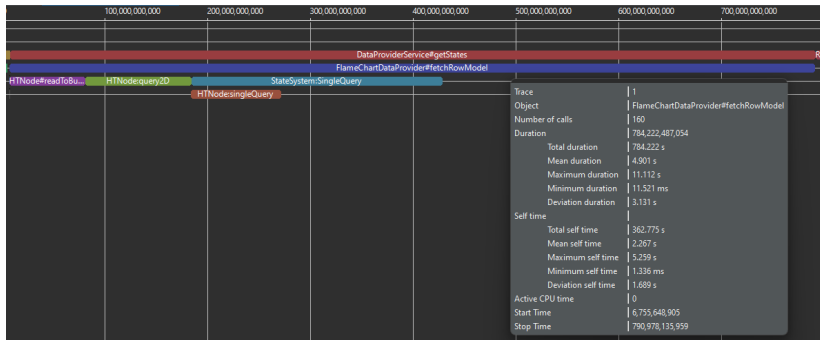 100,000,000,000 200,000,000,000 300,000,000,000 400,000,000,000 500,000,000,000 600,000,000,000 700,000,000,000
DataProviderService#getStates R
FlameChartDataProvider#fetchRowModel
HTNode#readToBu... HTNode:query2D StateSystem:SingleQuery
HTNode:singleQuery
Trace 1
Object FlameChartDataProvider#fetchRowModel
Number of calls 160
Duration 784,222,487,054
Total duration 784.222 s
Mean duration 4.901 s
Maximum duration 11.112 s
Minimum duration 11.521 ms
Deviation duration 3.131 s
Self time
Total self time 362.775 s
Mean self time 2.267 s
Maximum self time 5.259 s
Minimum self time 1.336 ms
Deviation self time 1.689 s
Active CPU time 0
Start Time 6,755,648,905
Stop Time 790,978,135,959